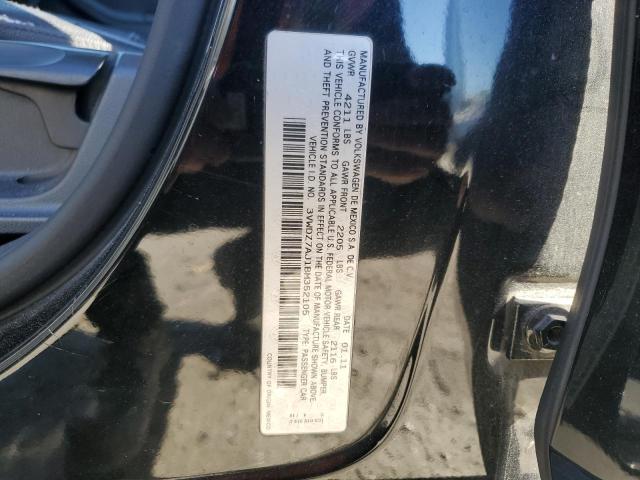 MANUFACTURED BY VOLKSWAGEN DE MEXICO S.A. DE C.V.
GVWR 4211 LBS GAWR FRONT 2205 LBS GAWR REAR 2116 LBS DATE 01.11
THIS VEHICLE CONFORMS TO ALL APPLICABLE U.S. FEDERAL MOTOR VEHICLE SAFETY, BUMPER,
AND THEFT PREVENTION STANDARDS IN EFFECT ON THE DATE OF MANUFACTURE SHOWN ABOVE.
VEHICLE I.D. NO. 3VWDZ7AJ1BM352105 TYPE: PASSENGER CAR
COUNTRY OF ORIGIN: MEXICO